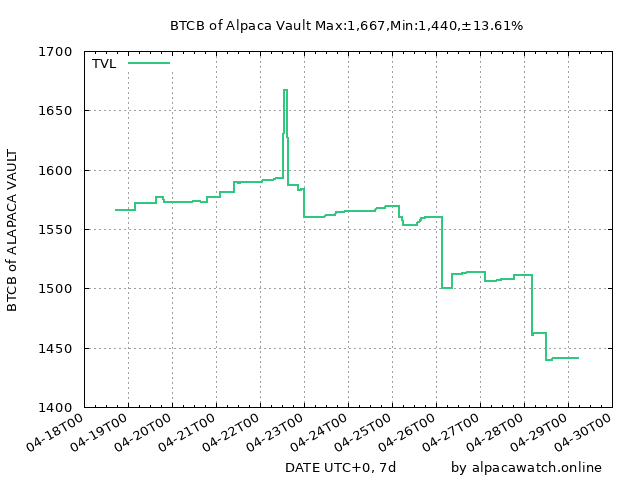 BTCB of Alpaca Vault Max:1,667,Min:1,440,±13.61%
TVL
BTCB of ALAPACA VAULT
1700
1650
1600
1550
1500
1450
1400
04-18T00
04-19T00
04-20T00
04-21T00
04-22T00
04-23T00
04-24T00
04-25T00
04-26T00
04-27T00
04-28T00
04-29T00
04-30T00
DATE UTC+0, 7d
by alpacawatch.online